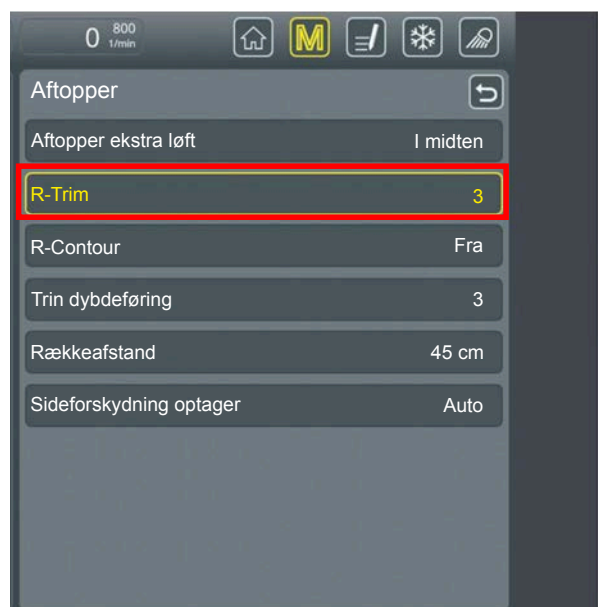 0 800 1/min M
Aftopper
Aftopper ekstra løft I midten
R-Trim 3
R-Contour Fra
Trin dybdeføring 3
Rækkeafstand 45 cm
Sideforskydning optager Auto